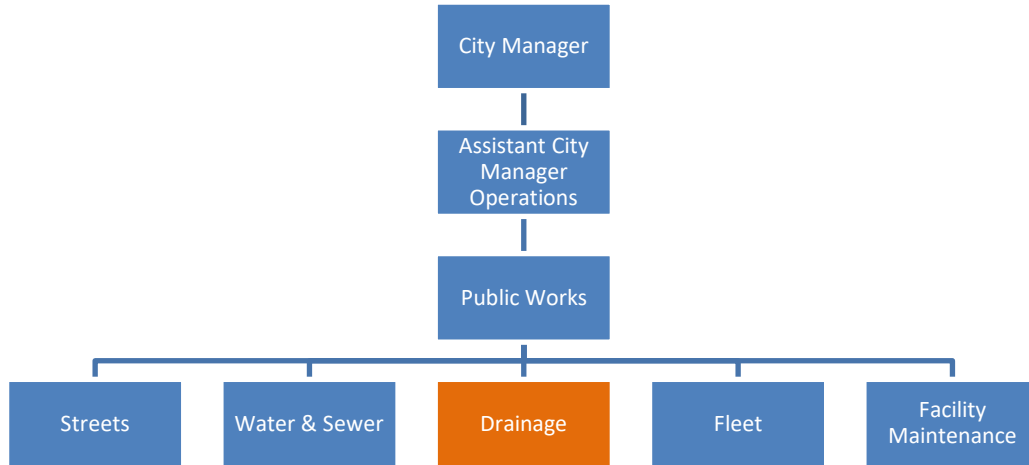 City Manager
Assistant City
Manager
Operations
Public Works
Streets
Water & Sewer
Drainage
Fleet
Facility
Maintenance